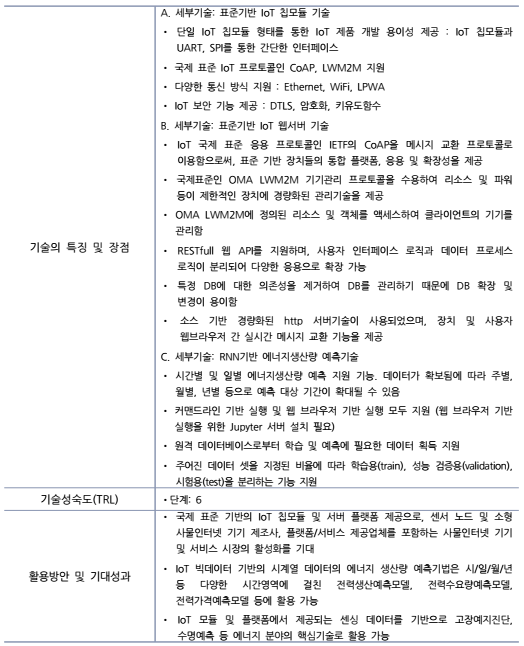 A. 세부기술: 표준기반 IoT 칩모듈 기술
• 단일 IoT 칩모듈 형태를 통한 IoT 제품 개발 용이성 제공 : IoT 칩모듈과
UART, SPI를 통한 간단한 인터페이스
• 국제 표준 IoT 프로토콜인 CoAP, LWM2M 지원
• 다양한 통신 방식 지원 : Ethernet, WiFi, LPWA
• IoT 보안 기능 제공 : DTLS, 암호화, 키유도함수
B. 세부기술: 표준기반 IoT 웹서버 기술
• IoT 국제 표준 응용 프로토콜인 IETF의 CoAP을 메시지 교환 프로토콜로
이용함으로써, 표준 기반 장치들의 통합 플랫폼, 응용 및 확장성을 제공
• 국제표준인 OMA LWM2M 기기관리 프로토콜을 수용하여 리소스 및 파워
등이 제한적인 장치에 경량화된 관리기술을 제공
• OMA LWM2M에 정의된 리소스 및 객체를 액세스하여 클라이언트의 기기를
관리함
기술의 특징 및 장점
• RESTfull 웹 API를 지원하며, 사용자 인터페이스 로직과 데이터 프로세스
로직이 분리되어 다양한 응용으로 확장 가능
• 특정 DB에 대한 의존성을 제거하여 DB를 관리하기 때문에 DB 확장 및
변경이 용이함
• 소스 기반 경량화된 http 서버기술이 사용되었으며, 장치 및 사용자
웹브라우저 간 실시간 메시지 교환 기능을 제공
C. 세부기술: RNN기반 에너지생산량 예측기술
• 시간별 및 일별 에너지생산량 예측 지원 기능. 데이터가 확보됨에 따라 주별,
월별, 년별 등으로 예측 대상 기간이 확대될 수 있음
• 커맨드라인 기반 실행 및 웹 브라우저 기반 실행 모두 지원 (웹 브라우저 기반
실행을 위한 Jupyter 서버 설치 필요)
• 원격 데이터베이스로부터 학습 및 예측에 필요한 데이터 획득 지원
• 주어진 데이터 셋을 지정된 비율에 따라 학습용(train), 성능 검증용(validation),
시험용(test)을 분리하는 기능 지원
기술성숙도(TRL)
• 단계: 6
• 국제 표준 기반의 IoT 칩모듈 및 서버 플랫폼 제공으로, 센서 노드 및 소형
사물인터넷 기기 제조사, 플랫폼/서비스 제공업체를 포함하는 사물인터넷 기기
및 서비스 시장의 활성화를 기대
활용방안 및 기대성과
• IoT 빅데이터 기반의 시계열 데이터의 에너지 생산량 예측기법은 시/일/월/년
등 다양한 시간영역에 걸친 전력생산예측모델, 전력수요량예측모델,
전력가격예측모델 등에 활용 가능
• IoT 모듈 및 플랫폼에서 제공되는 센싱 데이터를 기반으로 고장예지진단,
수명예측 등 에너지 분야의 핵심기술로 활용 가능